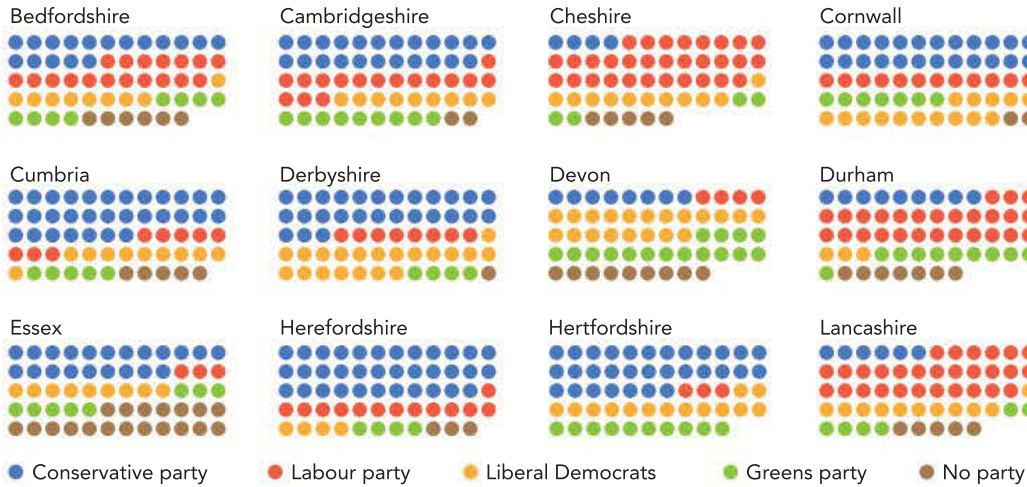 Bedfordshire Cambridgeshire Cheshire Cornwall
Cumbria Derbyshire Devon Durham
Essex Herefordshire Hertfordshire Lancashire
Conservative party Labour party Liberal Democrats Greens party No party